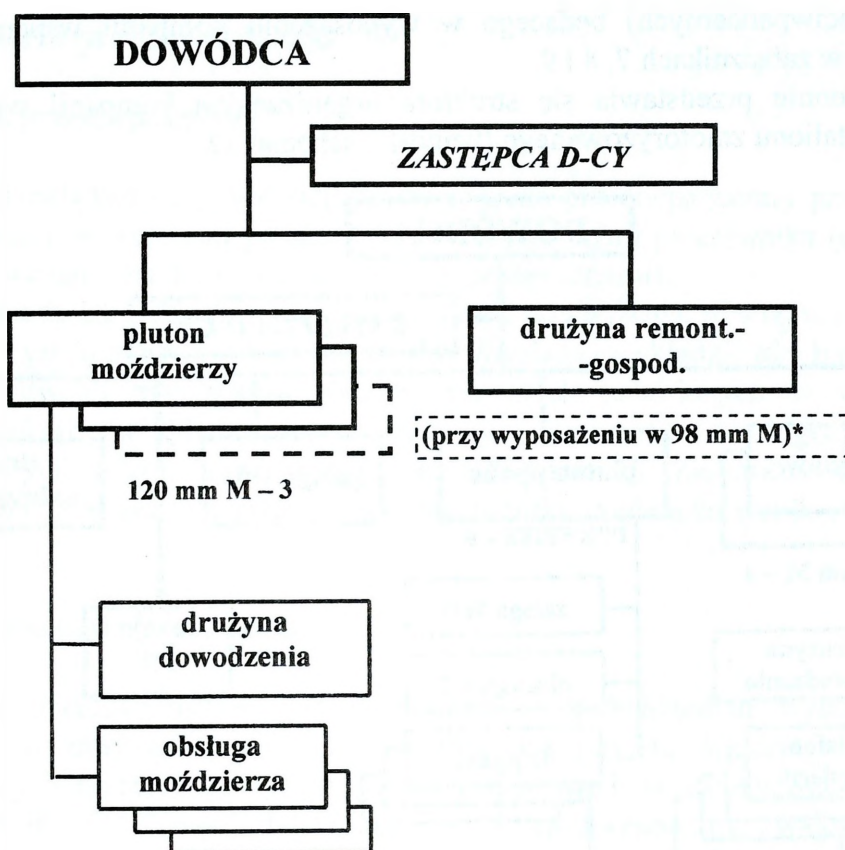 DOWÓDCA
ZASTĘPCA D-CY
pluton
moździerzy
drużyna remont.-
-gospod.
(przy wyposażeniu w 98 mm M)*
120 mm M – 3
drużyna
dowodzenia
obsługa
moździerza